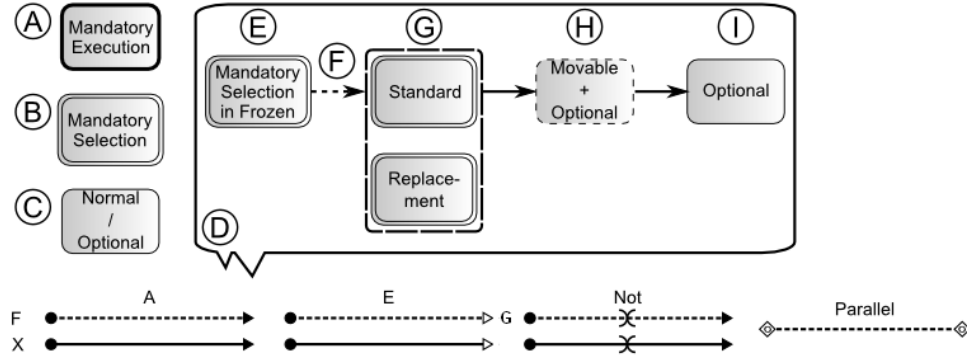 A
Mandatory
Execution
B
Mandatory
Selection
C
Normal
/
Optional
D
E
Mandatory
Selection
in Frozen
F
G
Standard
Replace-
ment
H
Movable
+
Optional
I
Optional
A
E
Not
Parallel
F
G
X